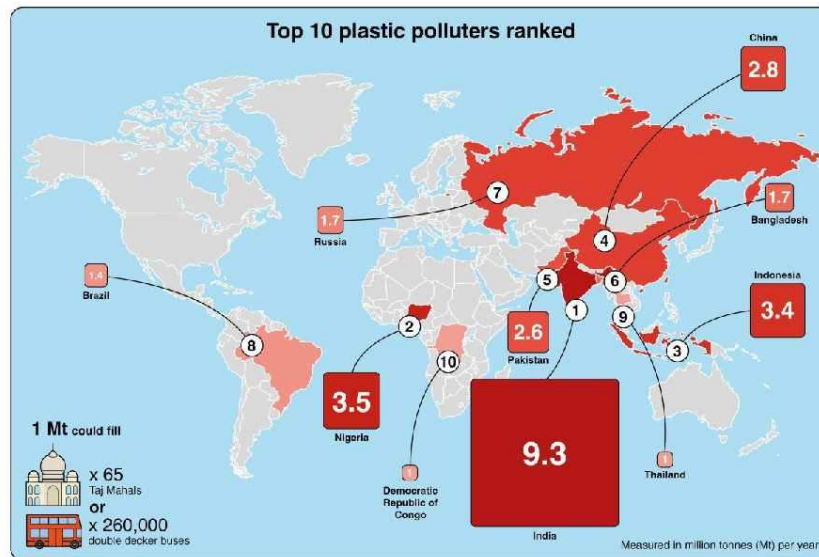 Top 10 plastic polluters ranked
China
2.8
7
1.7
Russia
4
1.7
Bangladesh
1.4
Brazil
5
6
Indonesia
3.4
2
1
9
3
8
10
2.6
Pakistan
3.5
Nigeria
9.3
India
1
Democratic
Republic of
Congo
1
Thailand
1 Mt could fill
x 65
Taj Mahals
or
x 260,000
double decker buses
Measured in million tonnes (Mt) per year